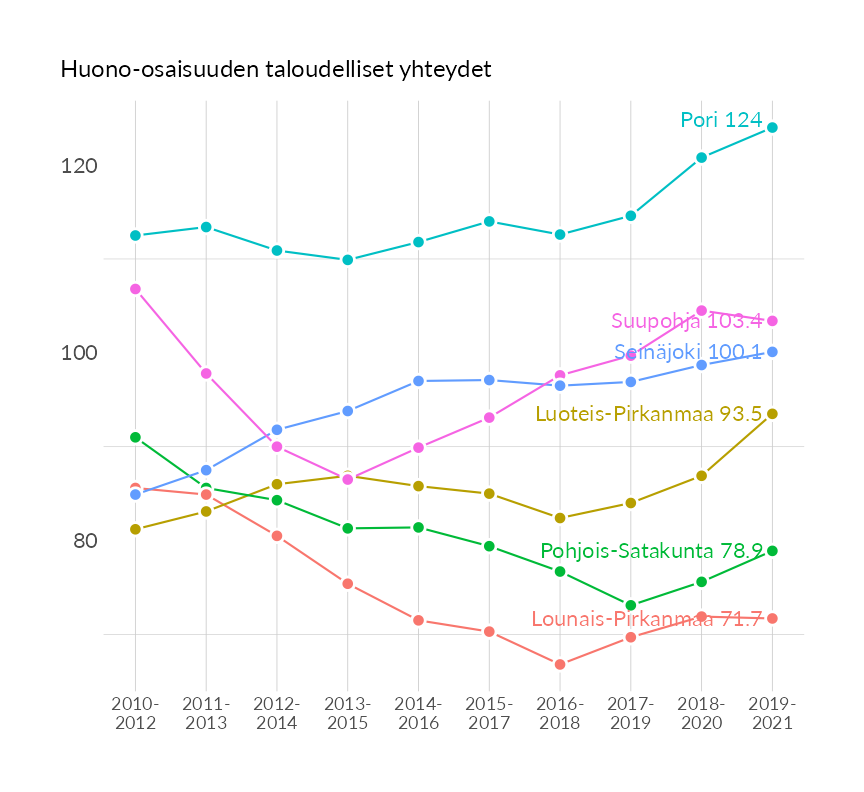 Huono-osaisuuden taloudelliset yhteydet
Pori 124
120
Suupohja 103.4
100
Seinäjoki 100.1
Luoteis-Pirkanmaa 93.5
80
Pohjois-Satakunta 78.9
Lounais-Pirkanmaa 71.7
2010- 2011- 2012- 2013- 2014- 2015- 2016- 2017- 2018- 2019-
2012 2013 2014 2015 2016 2017 2018 2019 2020 2021